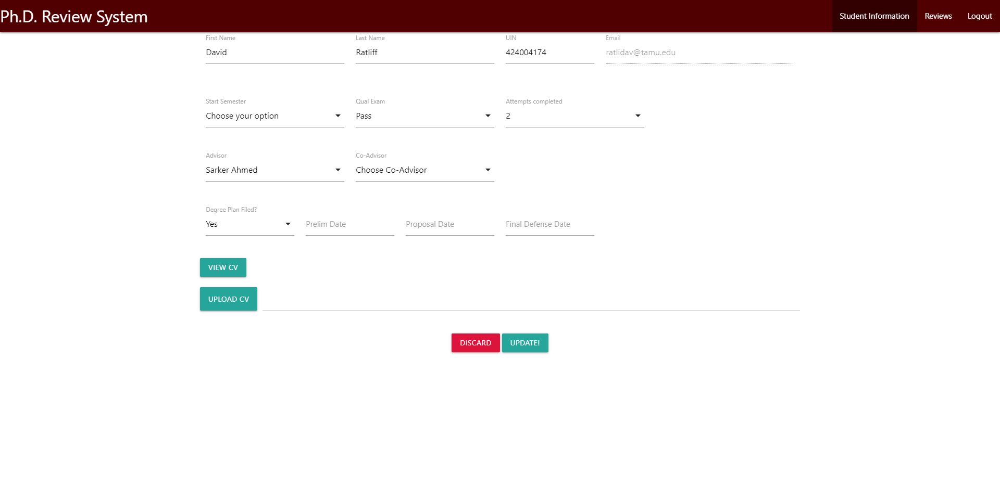 Ph.D. Review System
Student Information Reviews Logout
First Name Last Name UIN Email
David Ratliff 424004174 ratlidav@tamu.edu
Start Semester Qual Exam Attempts completed
Choose your option Pass 2
Advisor Co-Advisor
Sarker Ahmed Choose Co-Advisor
Degree Plan Filed?
Yes Prelim Date Proposal Date Final Defense Date
VIEW CV
UPLOAD CV
DISCARD UPDATE!